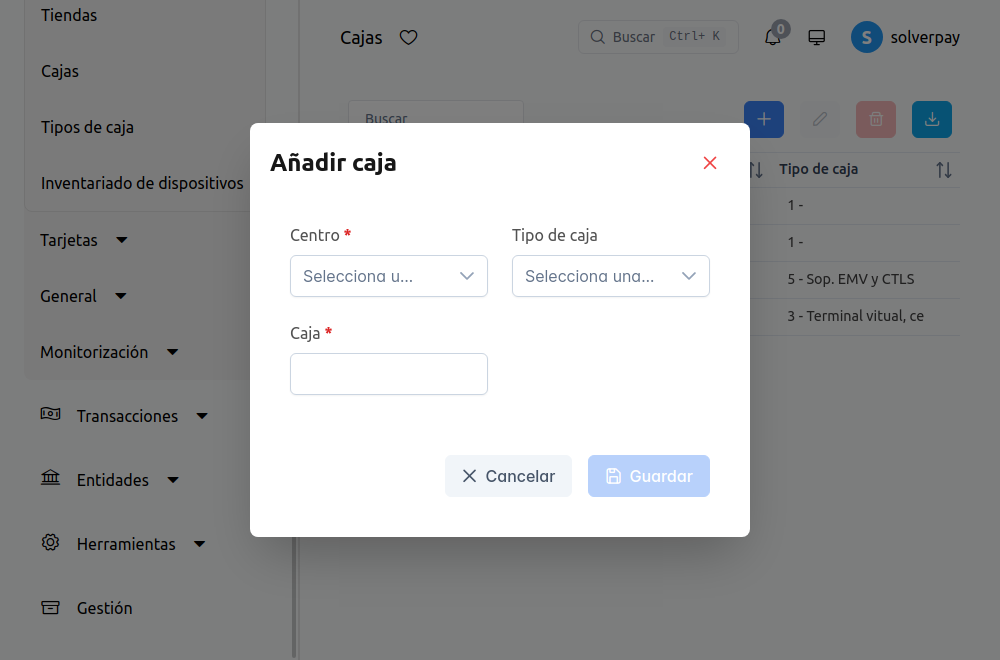 Tiendas
Cajas
Tipos de caja
Inventariado de dispositivos
Tarjetas
General
Monitorización
Transacciones
Entidades
Herramientas
Gestión
Cajas
Buscar Ctrl+ K
0
S
solverpay
Buscar
Tipo de caja
1 -
1 -
5 - Sop. EMV y CTLS
3 - Terminal vitual, ce
Añadir caja
Centro *
Tipo de caja
Selecciona u...
Selecciona una...
Caja *
Cancelar
Guardar